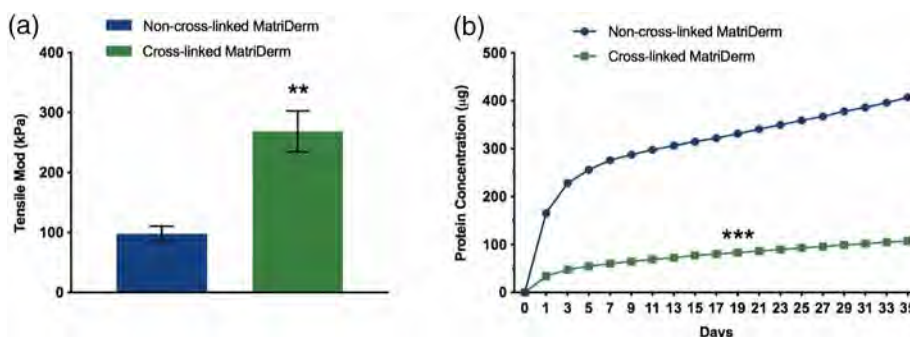 (a)
Non-cross-linked MatriDerm
Cross-linked MatriDerm
400
300
200
100
0
Tensile Mod (kPa)
**
(b)
Non-cross-linked MatriDerm
Cross-linked MatriDerm
500
400
300
200
100
0
Protein Concentration (µg)
***
0 1 3 5 7 9 11 13 15 17 19 21 23 25 27 29 31 33 35
Days